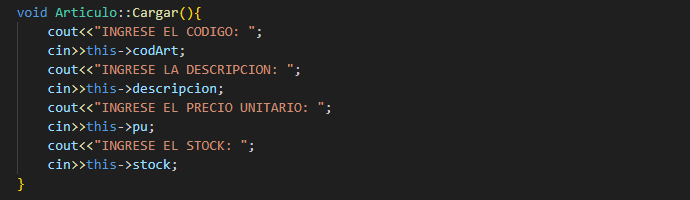 void Articulo::Cargar(){
    cout<<"INGRESE EL CODIGO: ";
    cin>>this->codArt;
    cout<<"INGRESE LA DESCRIPCION: ";
    cin>>this->descripcion;
    cout<<"INGRESE EL PRECIO UNITARIO: ";
    cin>>this->pu;
    cout<<"INGRESE EL STOCK: ";
    cin>>this->stock;
}